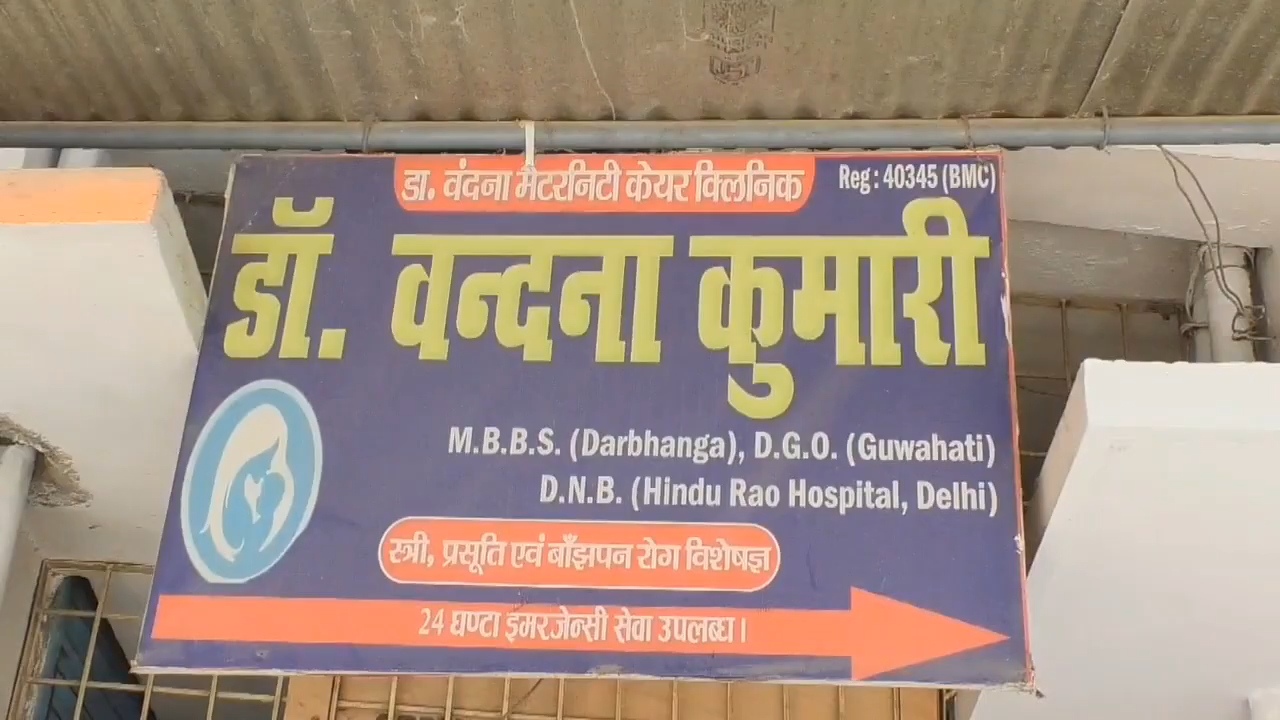 डा. वंदना मैटरनिटी केयर क्लिनिक
Reg : 40345 (BMC)
डॉ. वन्दना कुमारी
M.B.B.S. (Darbhanga), D.G.O. (Guwahati)
D.N.B. (Hindu Rao Hospital, Delhi)
स्त्री, प्रसूति एवं बाँझपन रोग विशेषज्ञ
24 घण्टा इमरजेन्सी सेवा उपलब्ध।